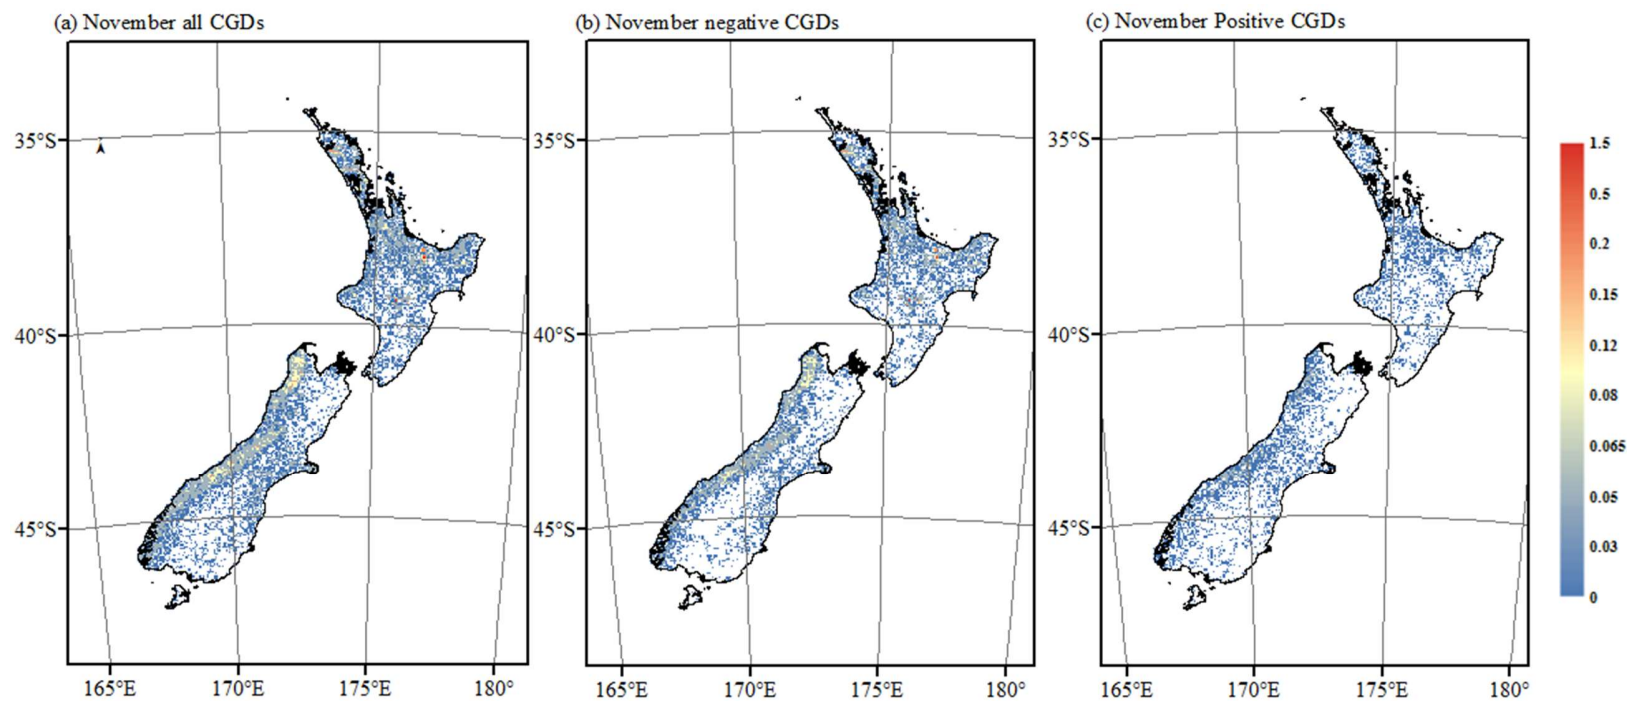 (a) November all CGDs
(b) November negative CGDs
(c) November Positive CGDs
35°S
40°S
45°S
165°E
170°E
175°E
180°
35°S
40°S
45°S
165°E
170°E
175°E
180°
35°S
40°S
45°S
165°E
170°E
175°E
180°
1.5
0.5
0.2
0.15
0.12
0.08
0.065
0.05
0.03
0